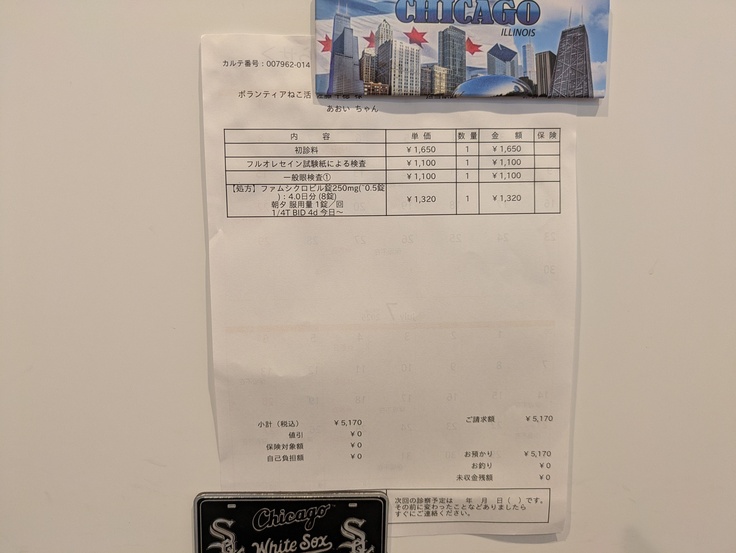 CHICAGO
ILLINOIS
カルテ番号：007962-014
ボランティアねこ活
あおい ちゃん
内 容 単 価 数 量 金 額 保 険
初診料 ￥1,650 1 ￥1,650
フルオレセイン試験紙による検査 ￥1,100 1 ￥1,100
一般眼検査① ￥1,100 1 ￥1,100
【処方】ファムシクロビル錠250mg(`0.5錠
)：4.0日分 (8錠) ￥1,320 1 ￥1,320
朝夕 服用量 1錠／回
1/4T BID 4d 今日～
小計（税込） ￥5,170 ご請求額 ￥5,170
値引 ￥0
保険対象額 ￥0
自己負担額 ￥0
お預かり ￥5,170
お釣り ￥0
未収金残額 ￥0
次回の診察予定は 年 月 日（ ）です。
その前に変わったことなどありましたら
すぐにご連絡ください。
Chicago
White Sox